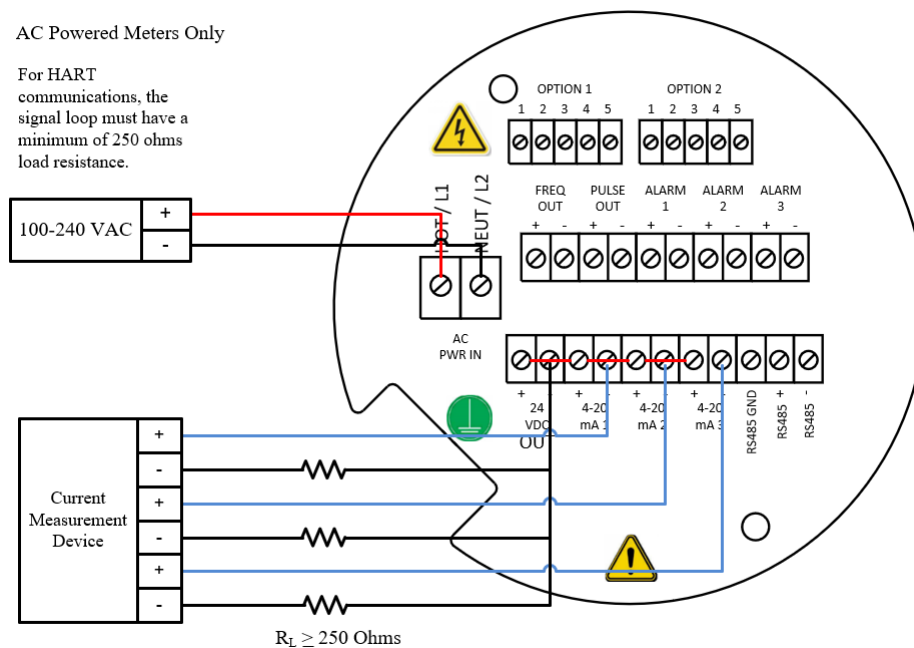 AC Powered Meters Only
For HART
communications, the
signal loop must have a
minimum of 250 ohms
load resistance.
OPTION 1
1 2 3 4 5
OPTION 2
1 2 3 4 5
100-240 VAC
+
-
HOT / L1
NEUT / L2
FREQ
OUT
+ -
PULSE
OUT
+ -
ALARM
1
+ -
ALARM
2
+ -
ALARM
3
+ -
AC
PWR IN
+ -
24
VDC
OUT
+ -
4-20
mA 1
+ -
4-20
mA 2
+ -
4-20
mA 3
RS485 GND
RS485 +
RS485 -
Current
Measurement
Device
+
-
+
-
+
-
R_L ≥ 250 Ohms